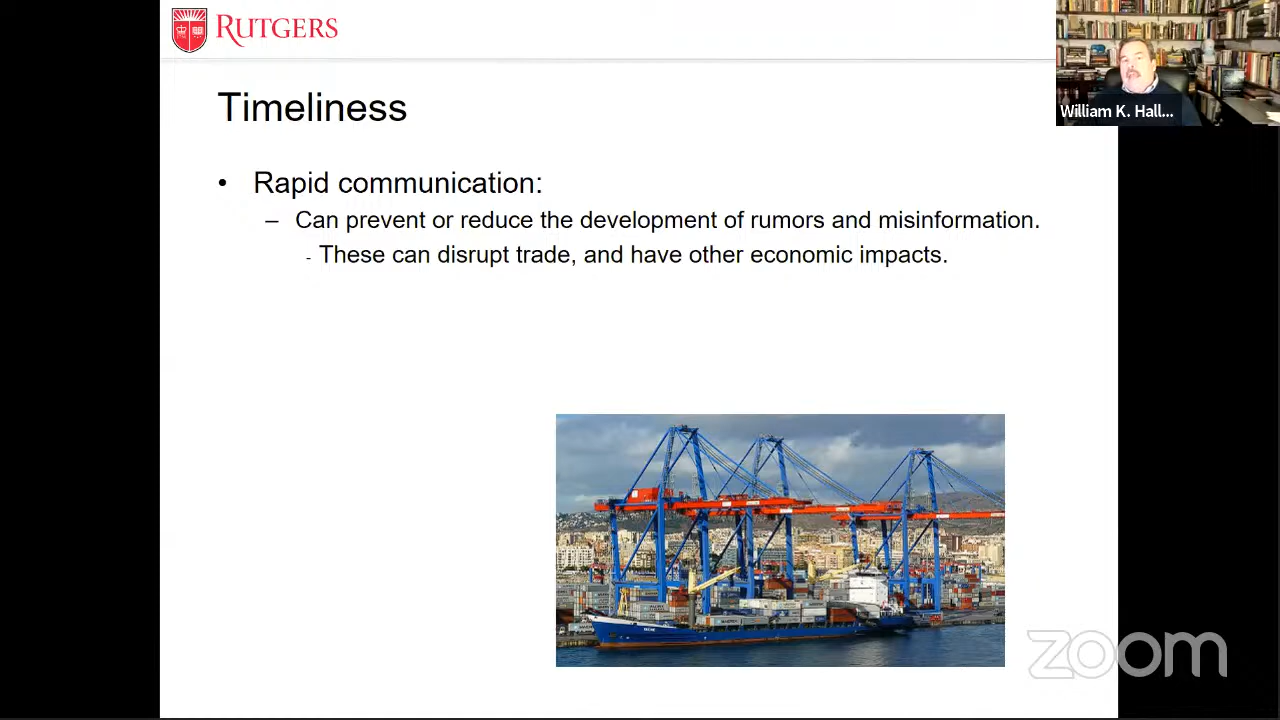 RUTGERS
William K. Hall...
Timeliness
• Rapid communication:
– Can prevent or reduce the development of rumors and misinformation.
- These can disrupt trade, and have other economic impacts.
zoom